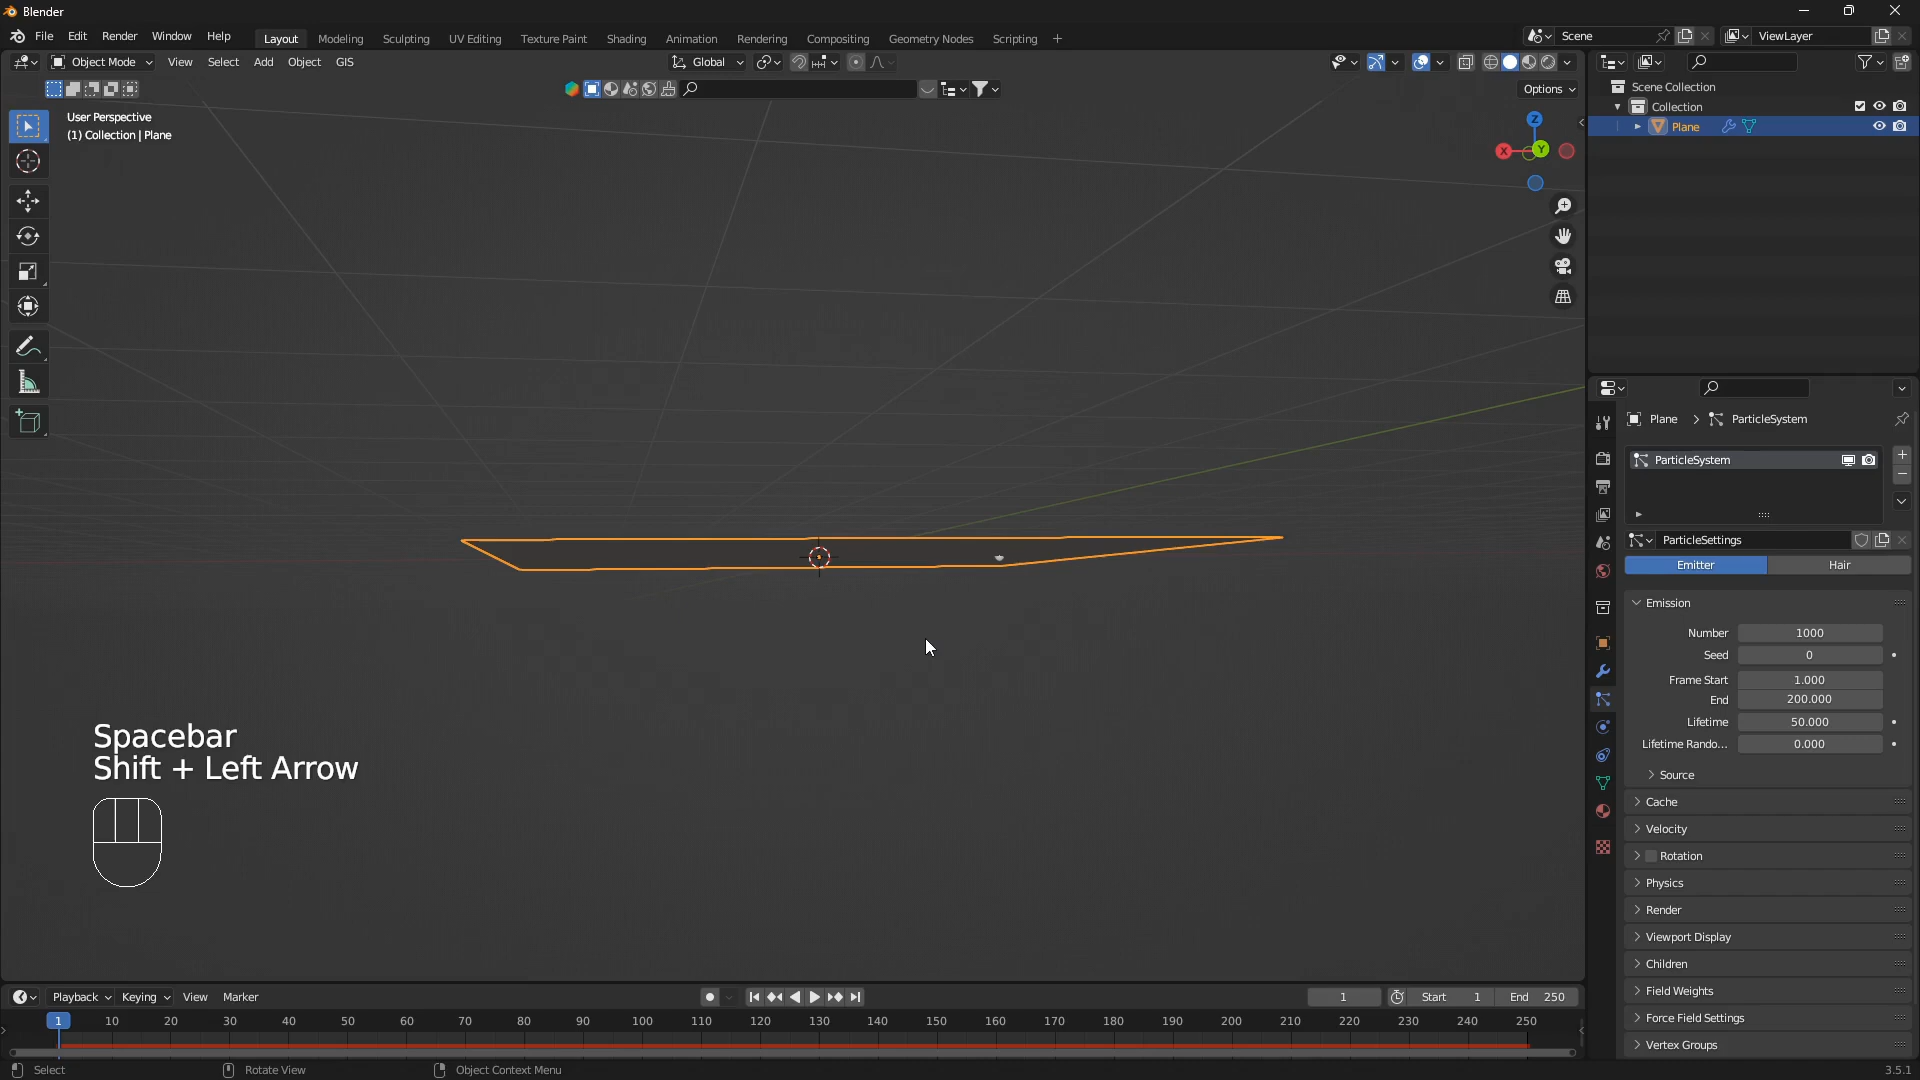 Blender
File Edit Render Window Help Layout Modeling Sculpting UV Editing Texture Paint Shading Animation Rendering Compositing Geometry Nodes Scripting + Scene ViewLayer
Object Mode View Select Add Object GIS Global
Options
User Perspective
(1) Collection | Plane
Z
X
Y
Scene Collection
Collection
Plane
Plane > ParticleSystem
ParticleSystem
ParticleSettings
Emitter Hair
Emission
Number 1000
Seed 0
Frame Start 1.000
End 200.000
Lifetime 50.000
Lifetime Rando... 0.000
Source
Cache
Velocity
Rotation
Physics
Render
Viewport Display
Children
Field Weights
Force Field Settings
Vertex Groups
Spacebar
Shift + Left Arrow
Playback Keying View Marker 1 Start 1 End 250
1 10 20 30 40 50 60 70 80 90 100 110 120 130 140 150 160 170 180 190 200 210 220 230 240 250
Select Rotate View Object Context Menu 3.5.1